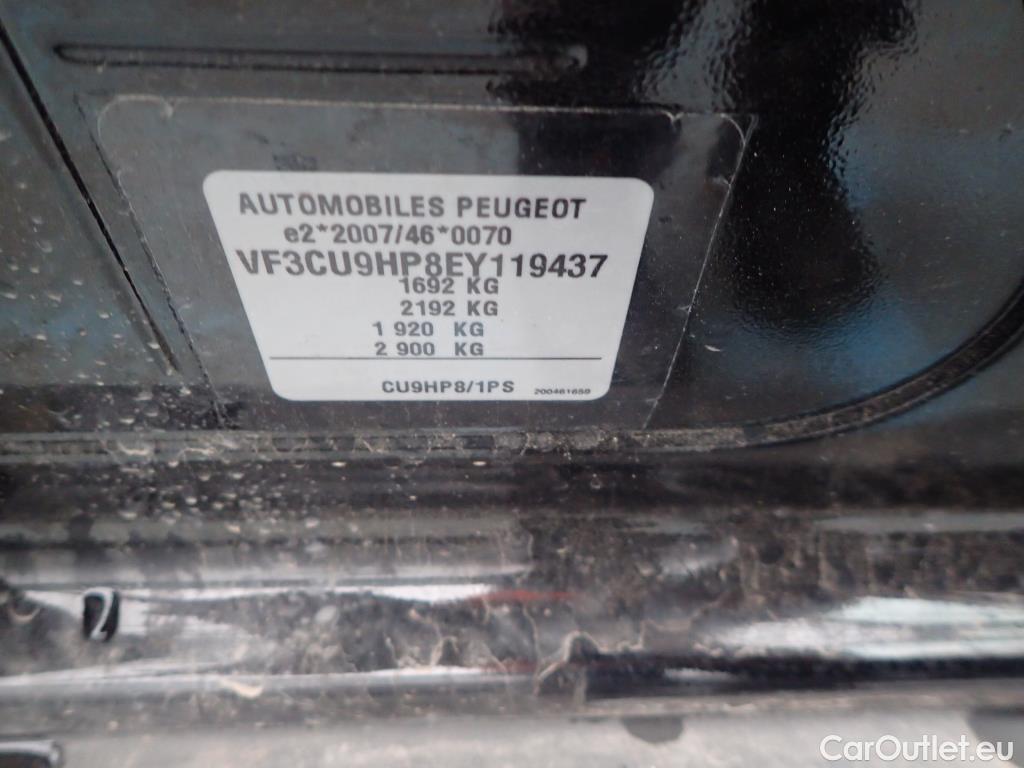 AUTOMOBILES PEUGEOT
e2*2007/46*0070
VF3CU9HP8EY119437
1692 KG
2192 KG
1 920 KG
2 900 KG
CU9HP8/1PS 200461659
CarOutlet.eu